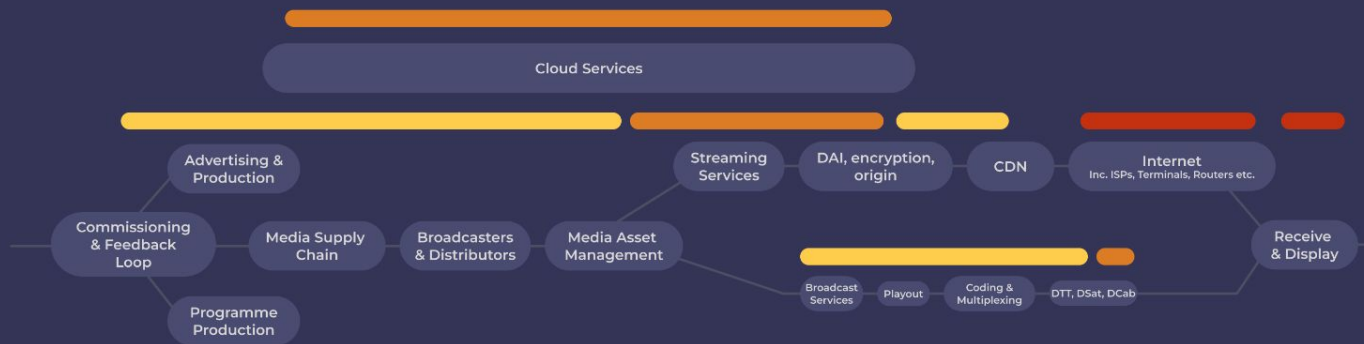 Cloud Services
Advertising &
Production
Streaming
Services
DAI, encryption,
origin
CDN
Internet
Inc. ISPs, Terminals, Routers etc.
Commissioning
& Feedback
Loop
Media Supply
Chain
Broadcasters
& Distributors
Media Asset
Management
Receive
& Display
Broadcast
Services
Playout
Coding &
Multiplexing
DTT, DSat, DCab
Programme
Production